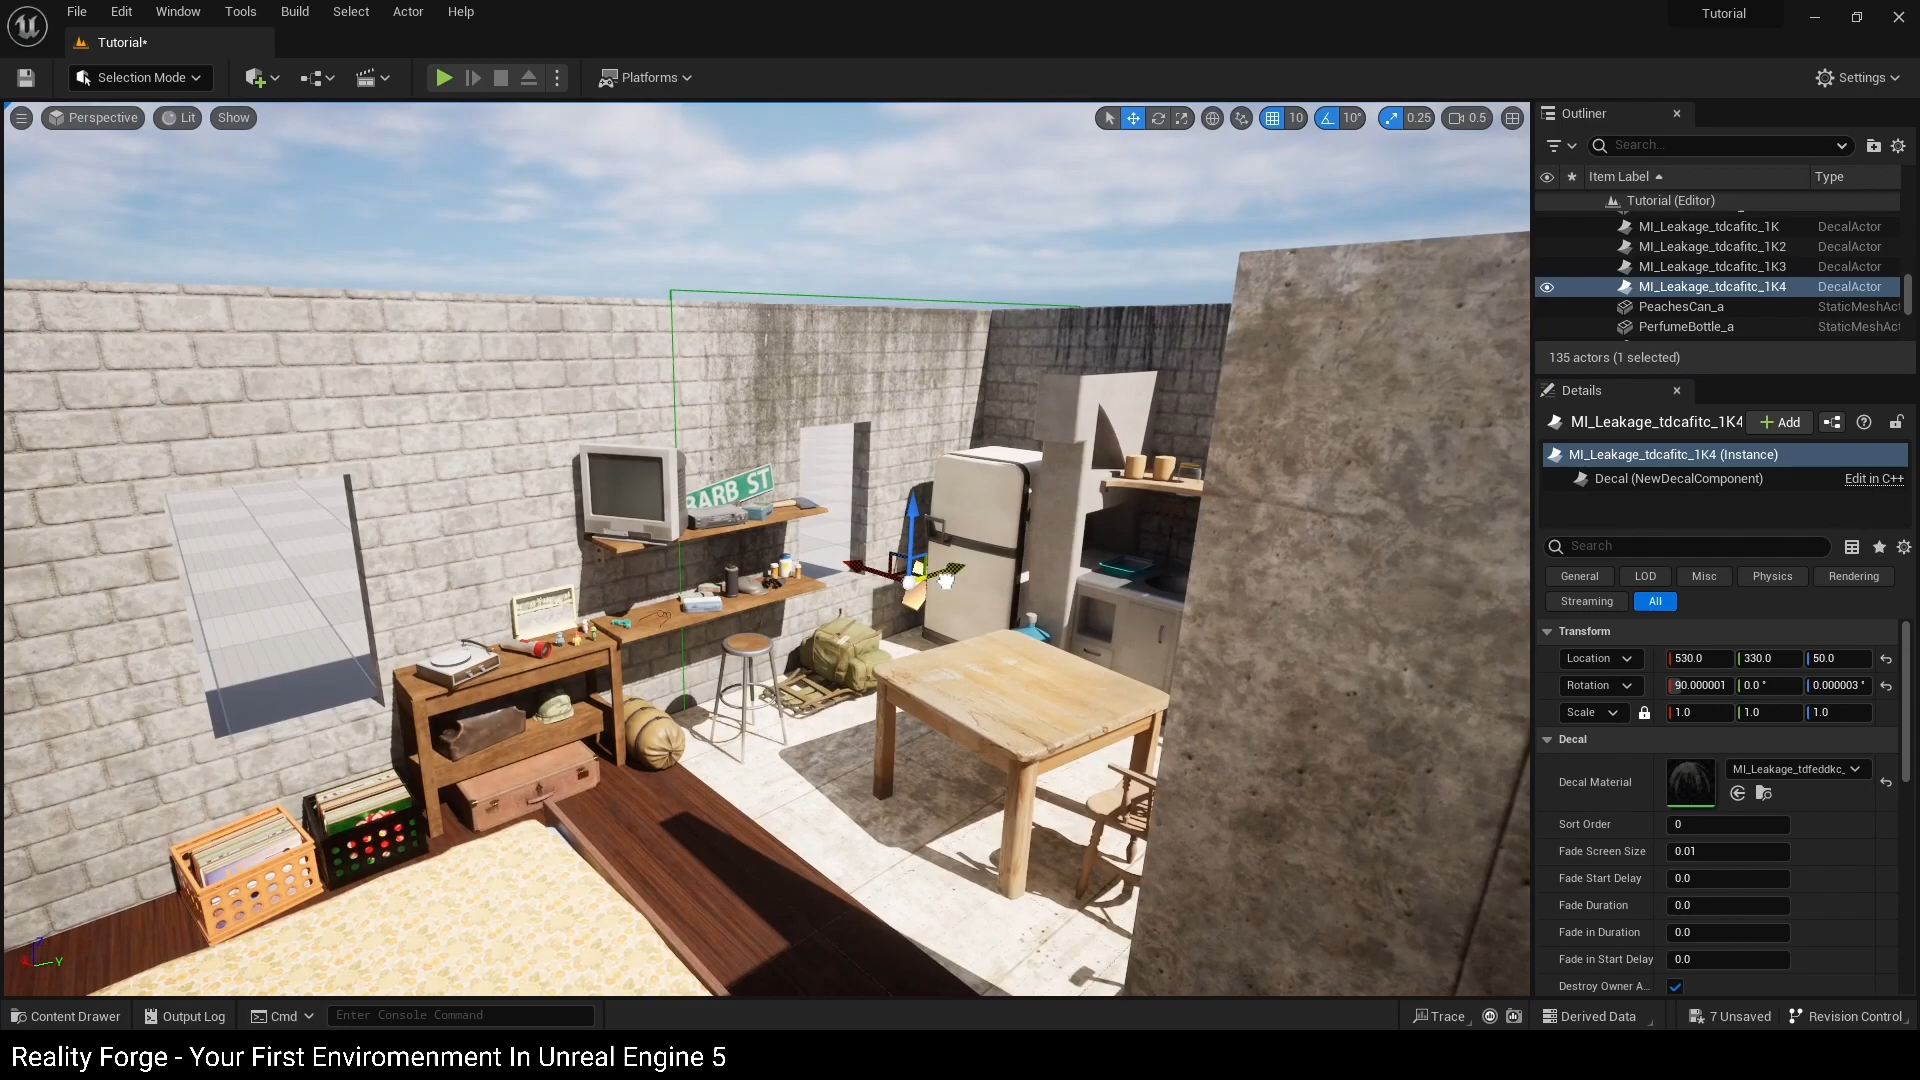 File Edit Window Tools Build Select Actor Help
Tutorial
Tutorial*
Selection Mode
Platforms
Settings
Perspective Lit Show
10 10° 0.25 0.5
Outliner
Search...
Item Label Type
Tutorial (Editor)
MI_Leakage_tdcafitc_1K DecalActor
MI_Leakage_tdcafitc_1K2 DecalActor
MI_Leakage_tdcafitc_1K3 DecalActor
MI_Leakage_tdcafitc_1K4 DecalActor
PeachesCan_a StaticMeshAct
PerfumeBottle_a StaticMeshAct
135 actors (1 selected)
Details
MI_Leakage_tdcafitc_1K4 Add
MI_Leakage_tdcafitc_1K4 (Instance)
Decal (NewDecalComponent) Edit in C++
Search
General LOD Misc Physics Rendering
Streaming All
Transform
Location 530.0 330.0 50.0
Rotation 90.000001 0.0 ° 0.000003 °
Scale 1.0 1.0 1.0
Decal
Decal Material MI_Leakage_tdfeddkc_
Sort Order 0
Fade Screen Size 0.01
Fade Start Delay 0.0
Fade Duration 0.0
Fade in Duration 0.0
Fade in Start Delay 0.0
Destroy Owner A...
BARB ST
Z
X Y
Content Drawer Output Log Cmd Enter Console Command Trace Derived Data 7 Unsaved Revision Control
Reality Forge - Your First Enviromenment In Unreal Engine 5